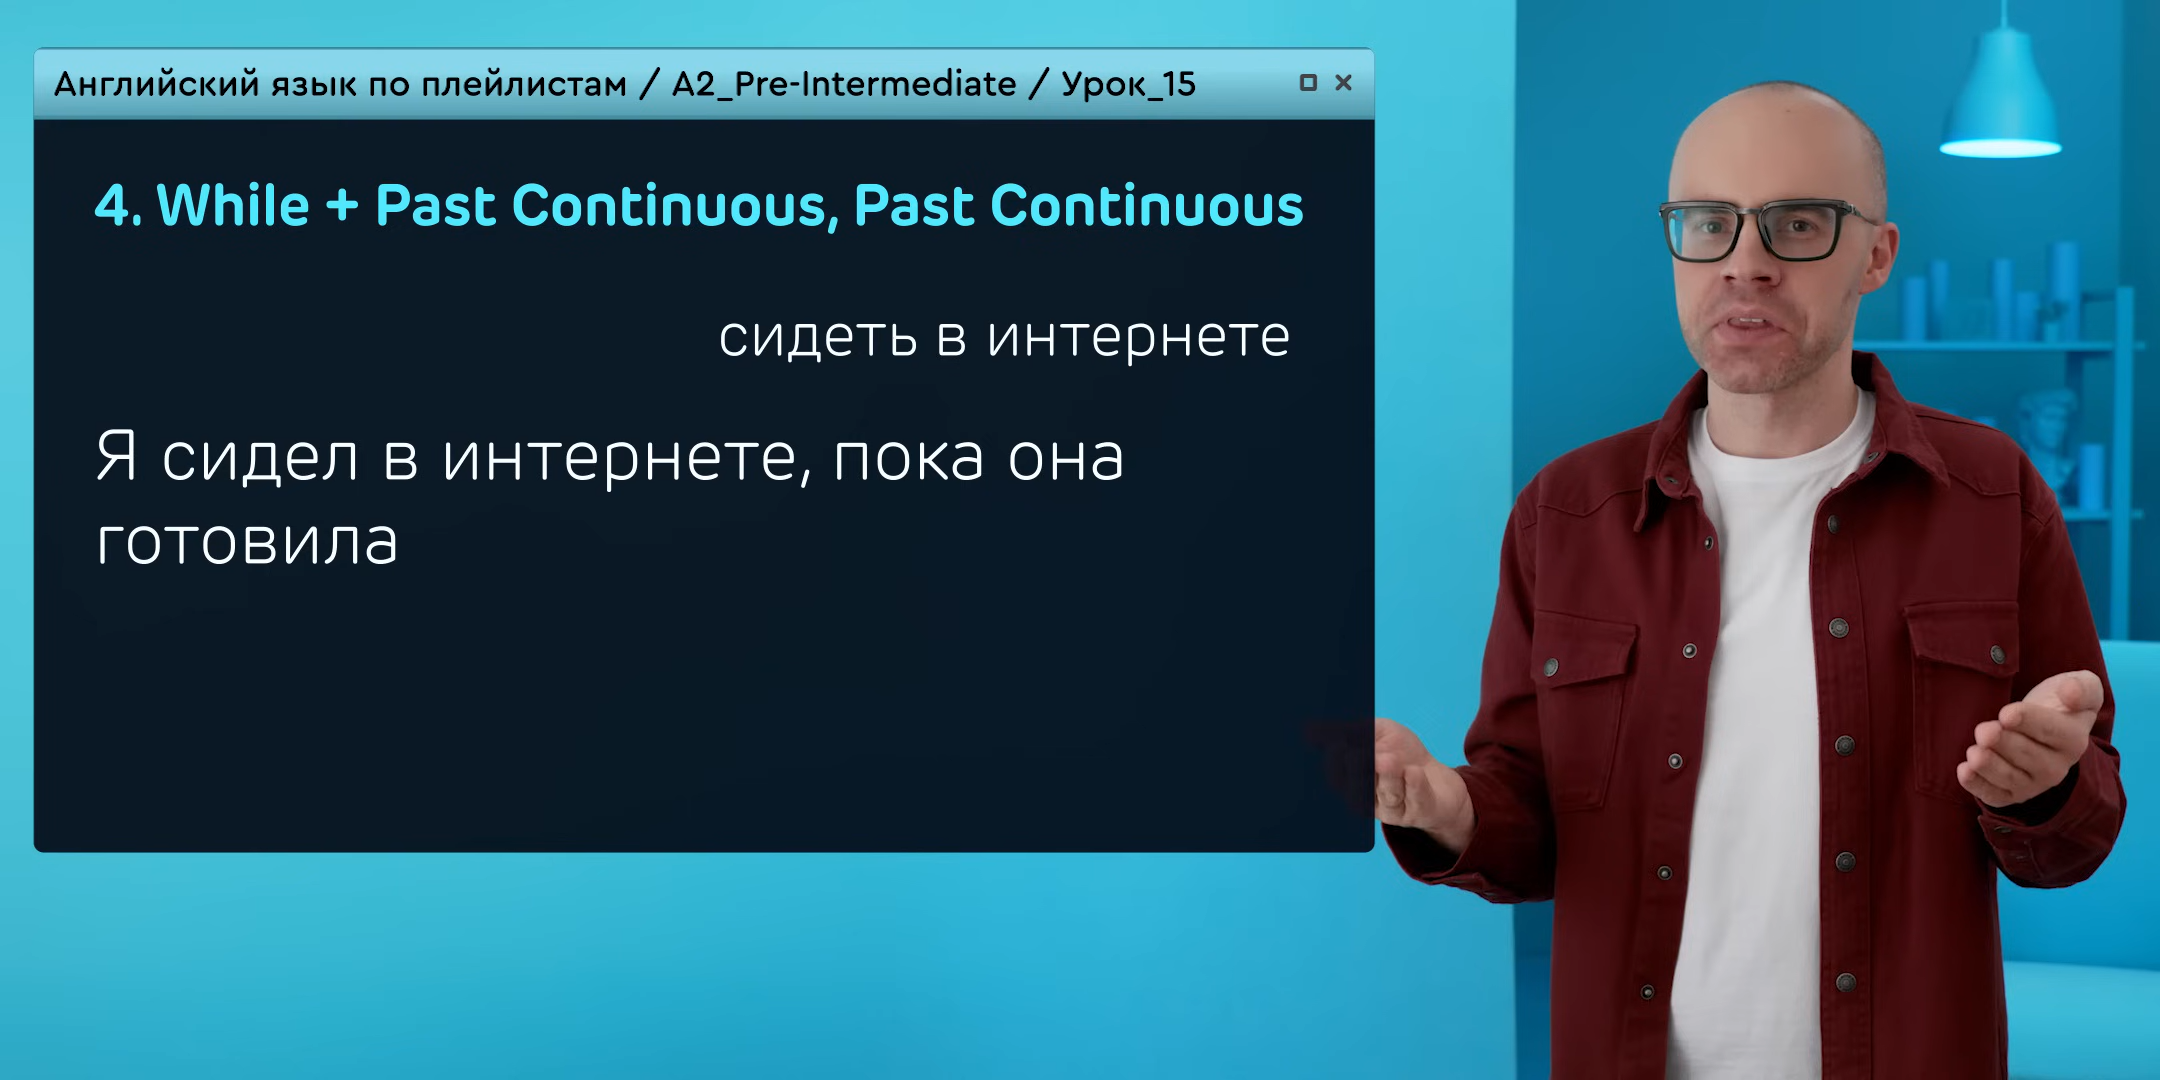 Английский язык по плейлистам / A2_Pre-Intermediate / Урок_15
4. While + Past Continuous, Past Continuous
сидеть в интернете
Я сидел в интернете, пока она
готовила